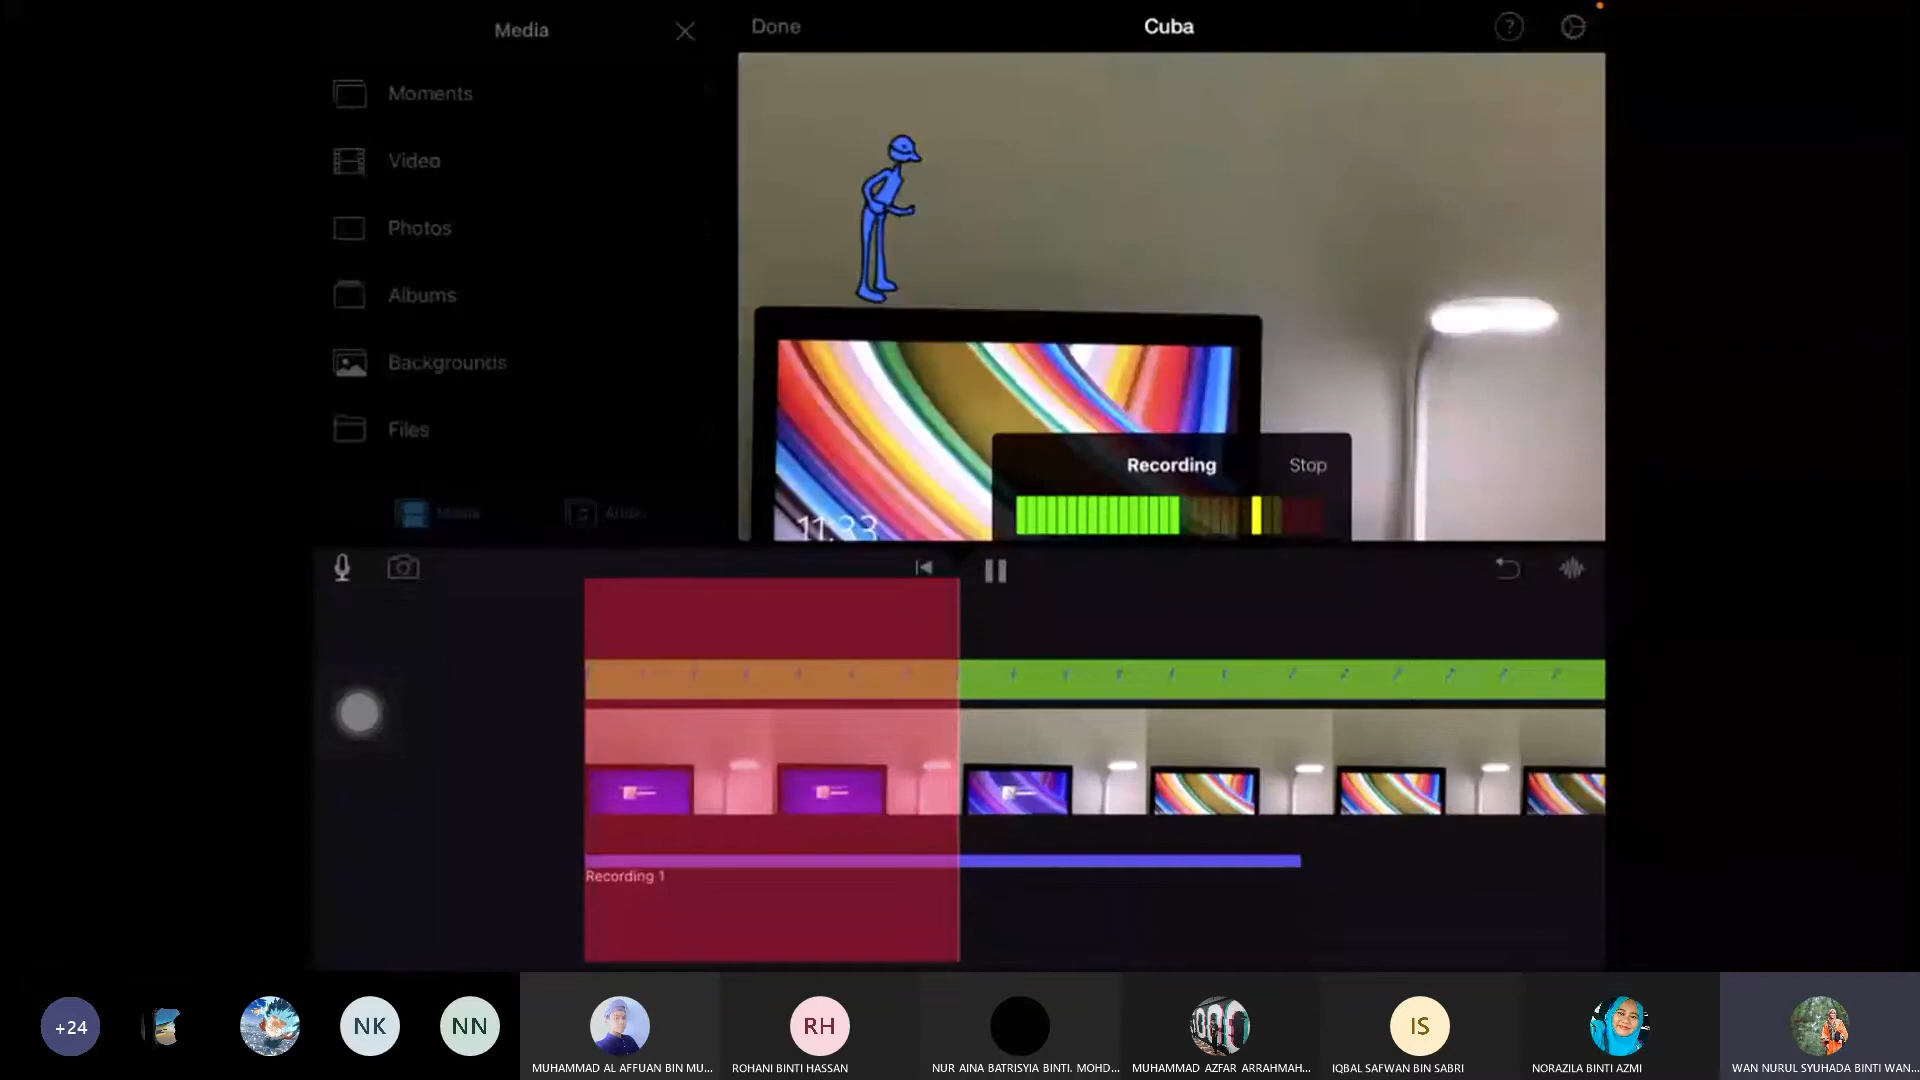 Media
Done
Cuba
?
Moments
Video
Photos
Albums
Backgrounds
Files
Media
Audio
Recording
Stop
11:33
Recording 1
+24
NK
NN
RH
IS
MUHAMMAD AL AFFUAN BIN MU...
ROHANI BINTI HASSAN
NUR AINA BATRISYIA BINTI. MOHD...
MUHAMMAD AZFAR ARRAHMAH...
IQBAL SAFWAN BIN SABRI
NORAZILA BINTI AZMI
WAN NURUL SYUHADA BINTI WAN...